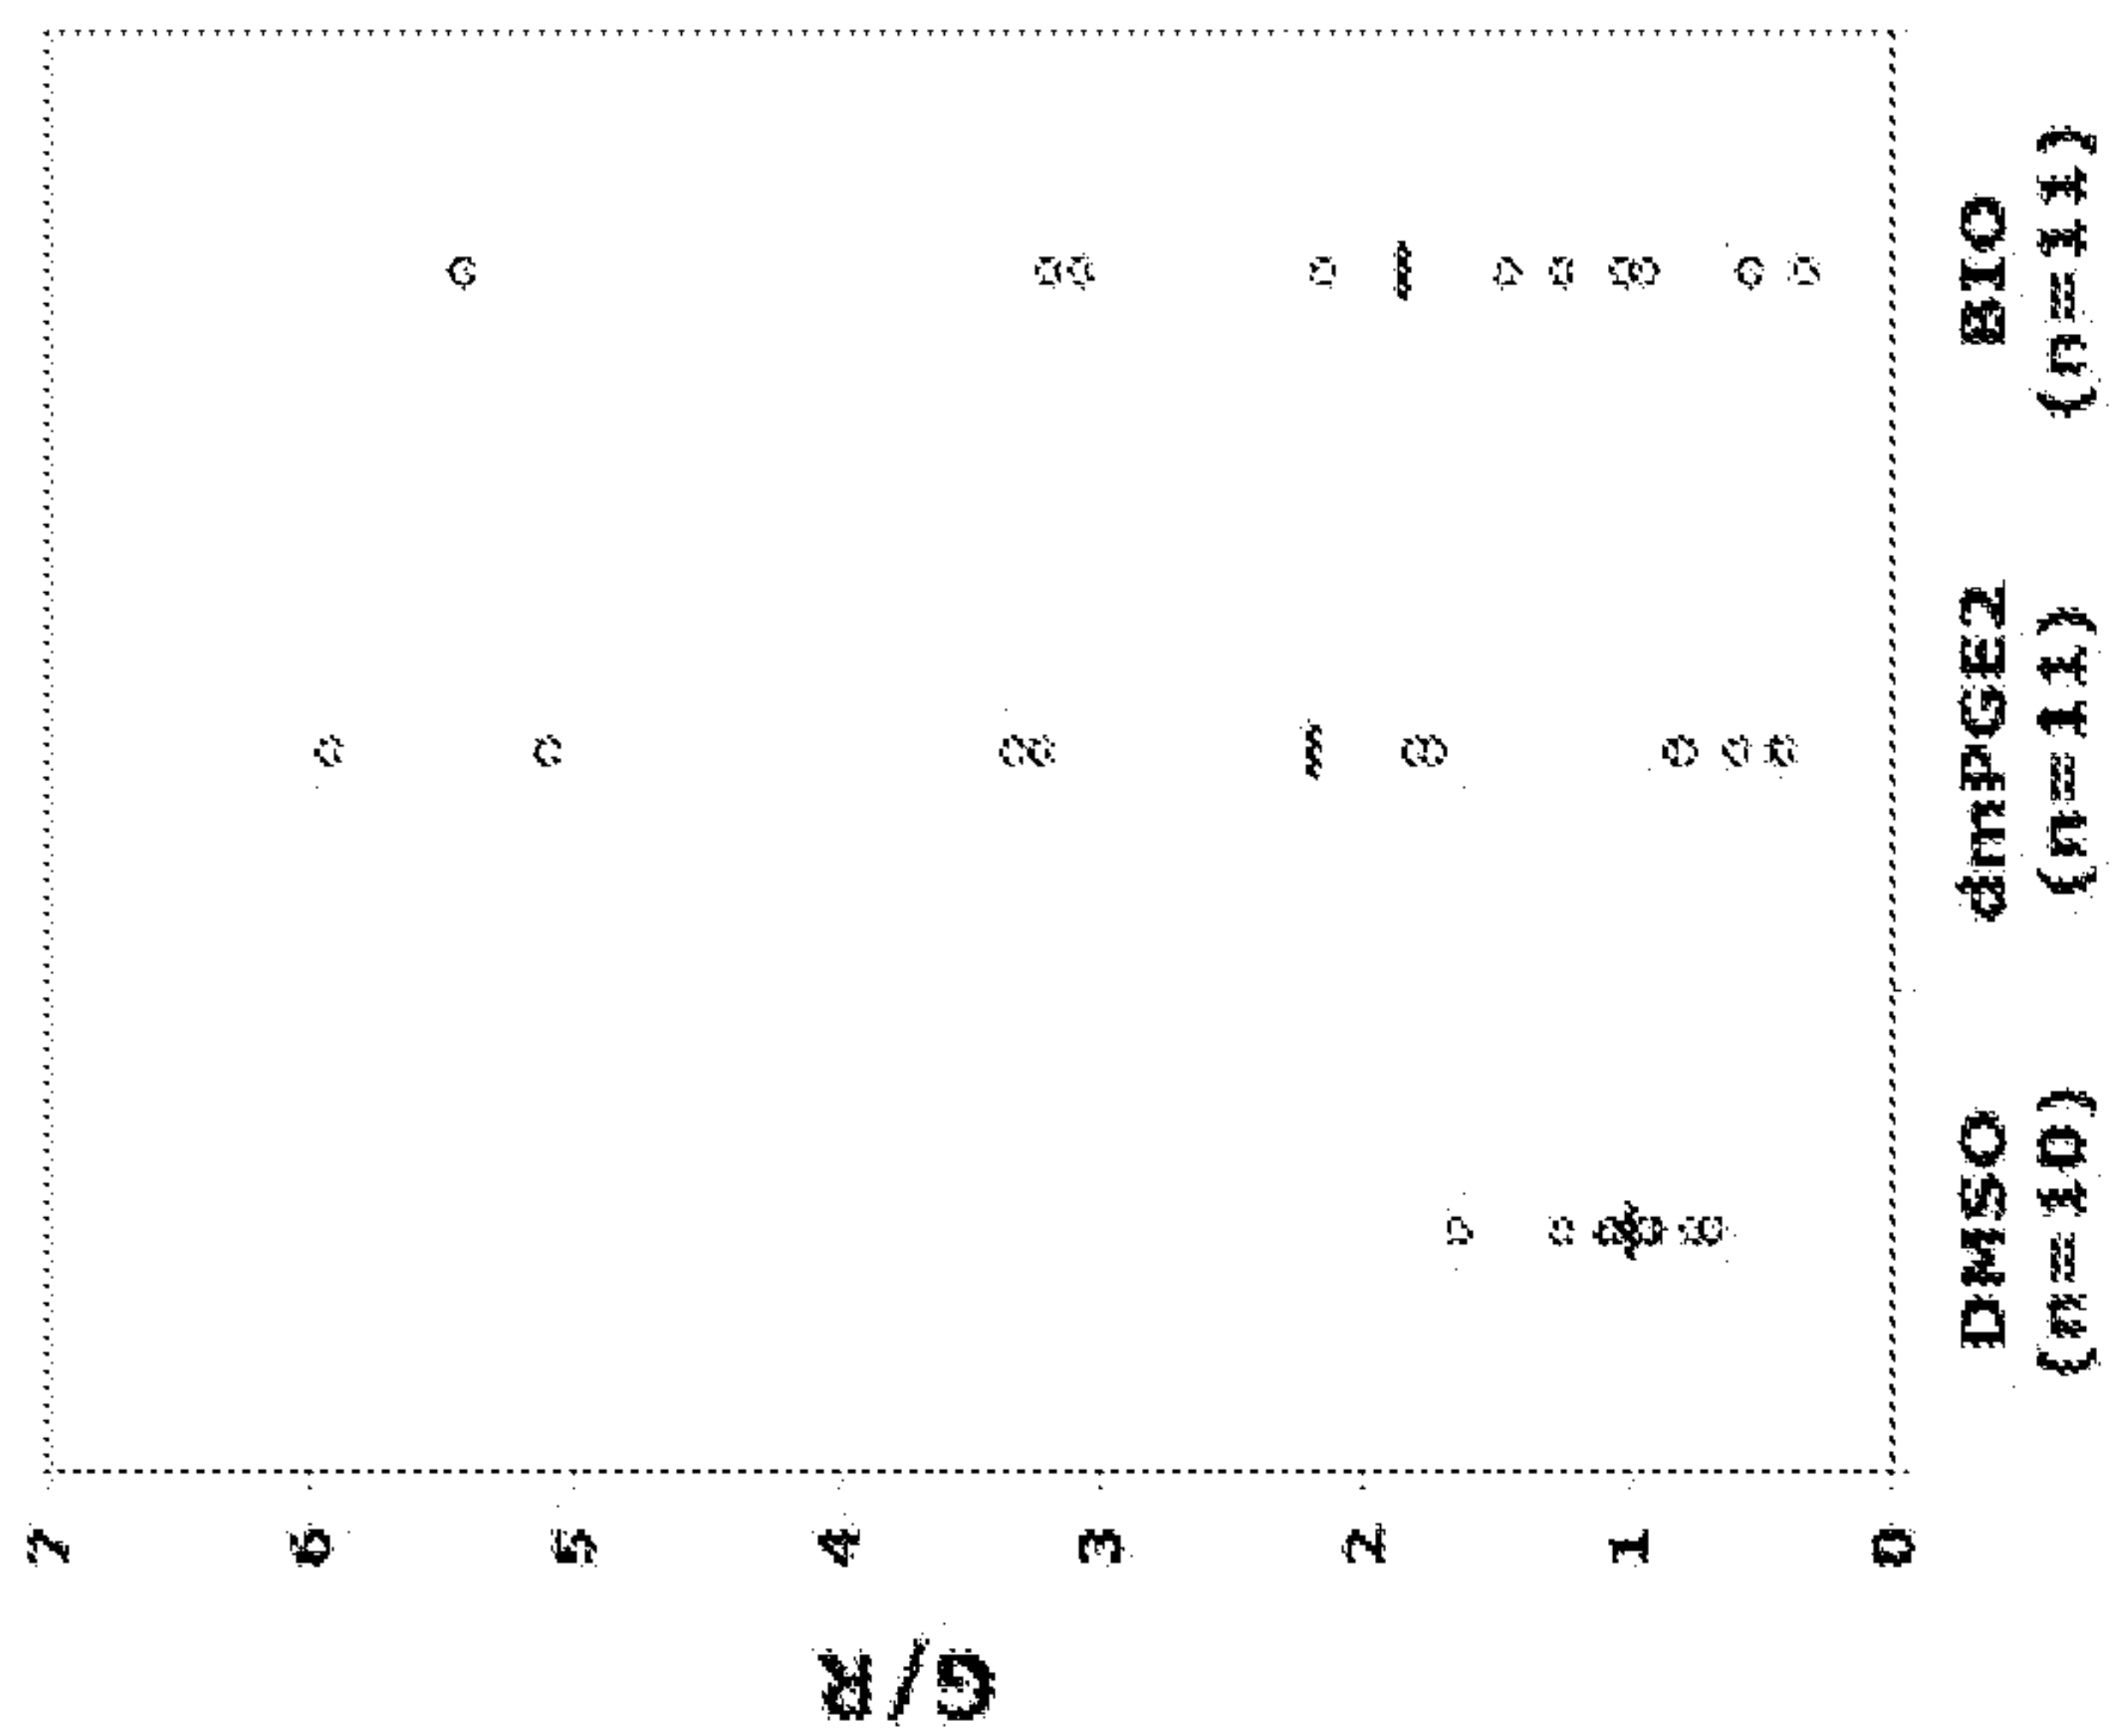 G/R
7
6
5
4
3
2
1
0
DMSO
(n=10)
dmPGE2
(n=11)
BIO
(n=11)